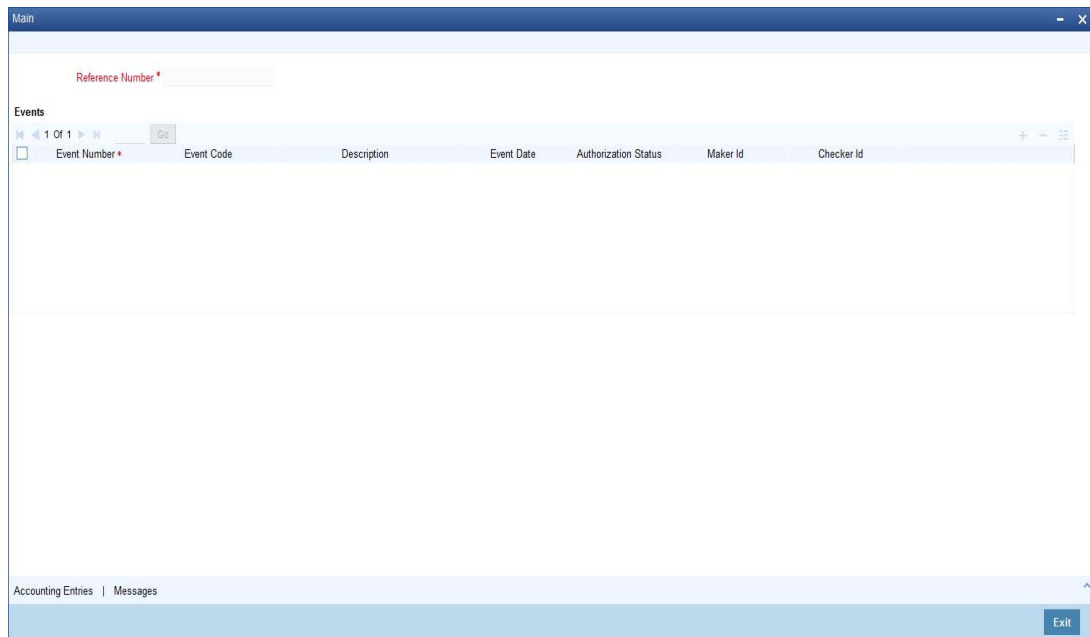 Main
Reference Number *
Events
1 Of 1 Go
Event Number * Event Code Description Event Date Authorization Status Maker Id Checker Id
Accounting Entries | Messages
Exit